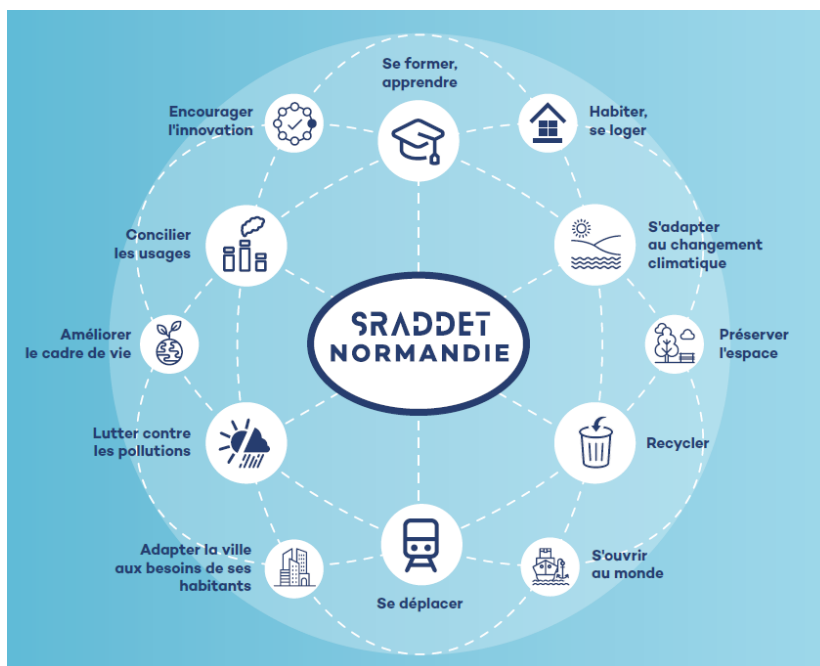 Se former,
apprendre
Encourager
l'innovation
Habiter,
se loger
Concilier
les usages
S'adapter
au changement
climatique
SRADDET
NORMANDIE
Améliorer
le cadre de vie
Préserver
l'espace
Lutter contre
les pollutions
Recycler
Adapter la ville
aux besoins de ses
habitants
S'ouvrir
au monde
Se déplacer